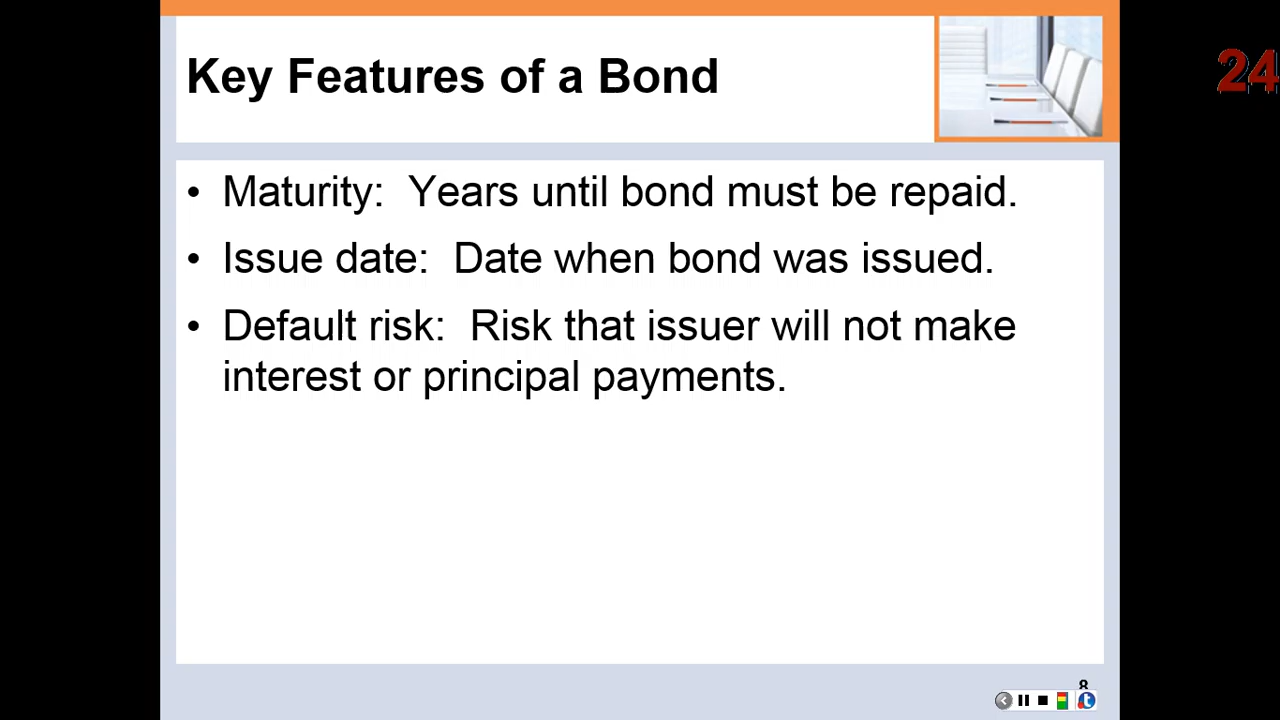 Key Features of a Bond
24
• Maturity:  Years until bond must be repaid.
• Issue date:  Date when bond was issued.
• Default risk:  Risk that issuer will not make
interest or principal payments.
8